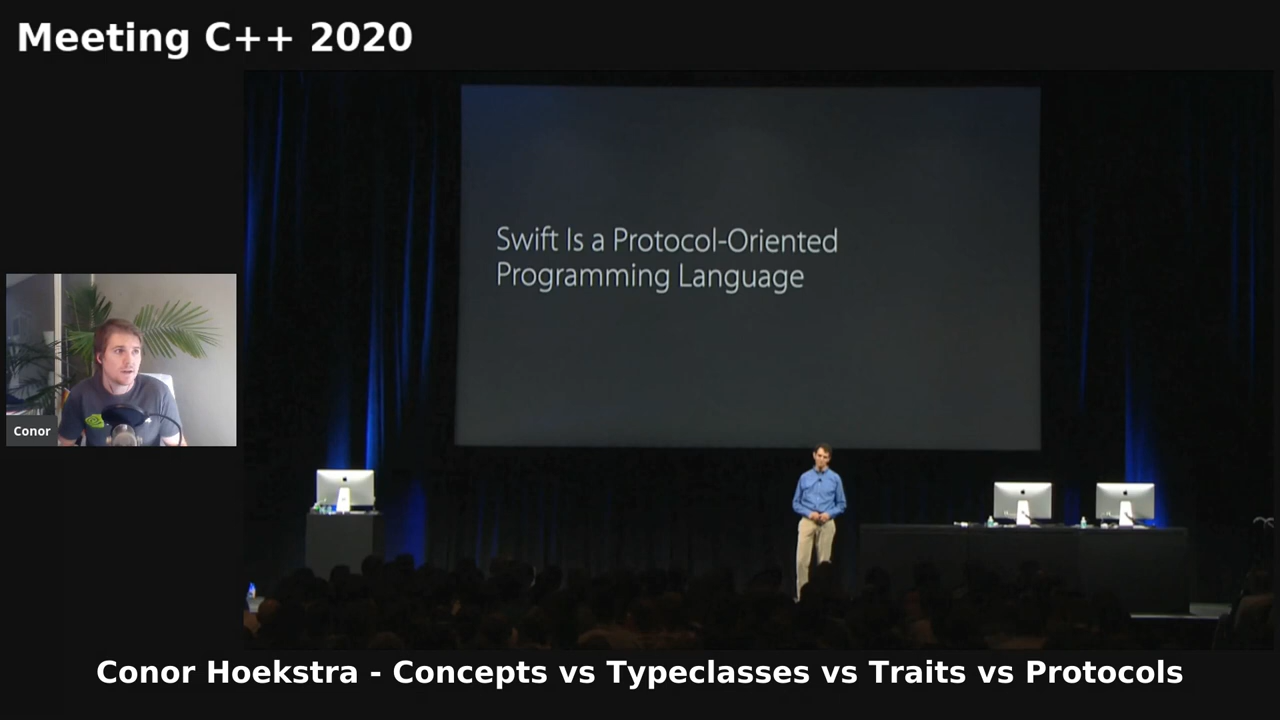 Meeting C++ 2020
Swift Is a Protocol-Oriented
Programming Language
Conor
Conor Hoekstra - Concepts vs Typeclasses vs Traits vs Protocols